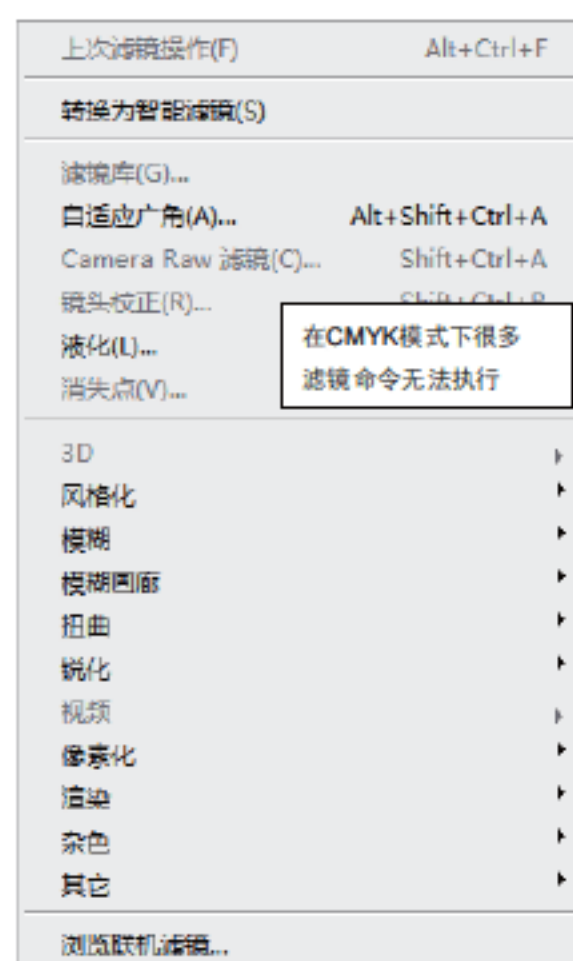 上次滤镜操作(F) Alt+Ctrl+F
转换为智能滤镜(S)
滤镜库(G)...
自适应广角(A)... Alt+Shift+Ctrl+A
Camera Raw 滤镜(C)... Shift+Ctrl+A
镜头校正(R)... Shift+Ctrl+R
液化(L)...
在CMYK模式下很多
滤镜命令无法执行
消失点(V)...
3D
风格化
模糊
模糊画廊
扭曲
锐化
视频
像素化
渲染
杂色
其它
浏览联机滤镜...